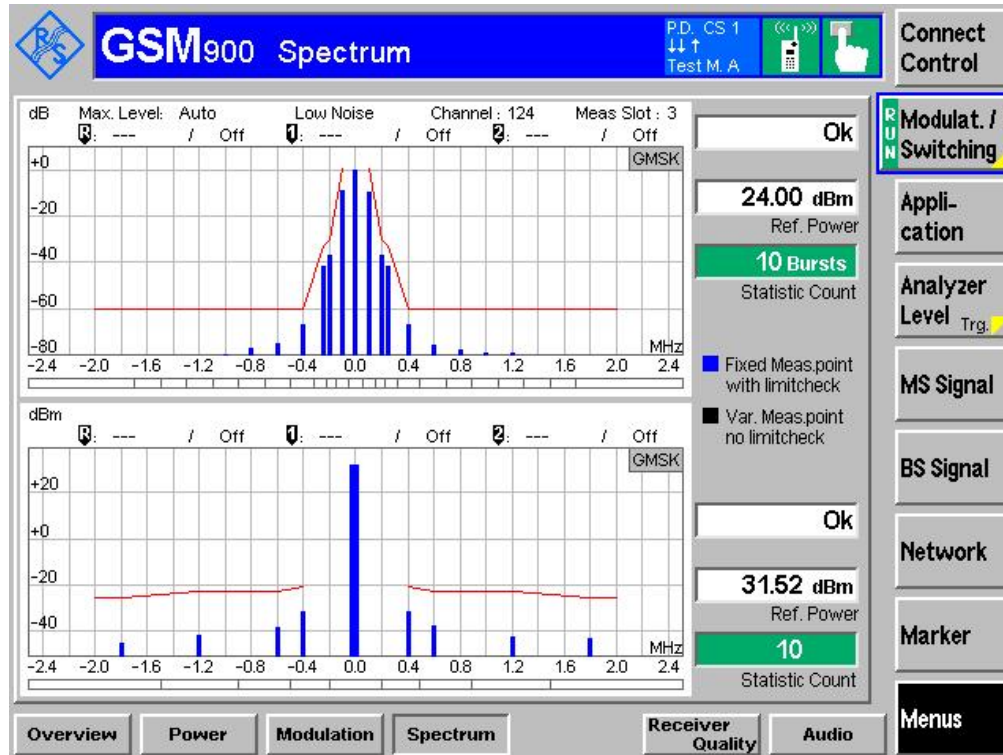 R&S
GSM900 Spectrum
P.D. CS 1
Test M. A
Connect
Control
dB Max. Level: Auto Low Noise Channel : 124 Meas Slot : 3
R: --- / Off 1: --- / Off 2: --- / Off
GMSK
+0
-20
-40
-60
-80
MHz
-2.4 -2.0 -1.6 -1.2 -0.8 -0.4 0.0 0.4 0.8 1.2 1.6 2.0 2.4
Ok
24.00 dBm
Ref. Power
10 Bursts
Statistic Count
Fixed Meas.point
with limitcheck
Var. Meas.point
no limitcheck
dBm
R: --- / Off 1: --- / Off 2: --- / Off
GMSK
+20
+0
-20
-40
MHz
-2.4 -2.0 -1.6 -1.2 -0.8 -0.4 0.0 0.4 0.8 1.2 1.6 2.0 2.4
Ok
31.52 dBm
Ref. Power
10
Statistic Count
RUN
Modulat. /
Switching
Appli-
cation
Analyzer
Level Trg.
MS Signal
BS Signal
Network
Marker
Menus
Overview
Power
Modulation
Spectrum
Receiver
Quality
Audio